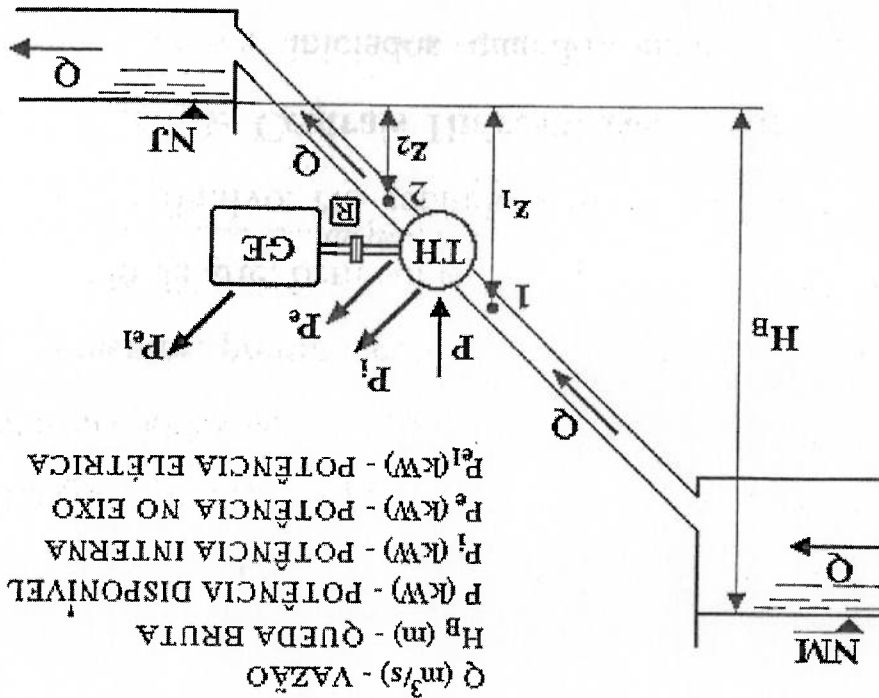 Q (m³/s) - VAZÃO
H_B (m) - QUEDA BRUTA
P (kW) - POTÊNCIA DISPONÍVEL
P_i (kW) - POTÊNCIA INTERNA
P_e (kW) - POTÊNCIA NO EIXO
P_el (kW) - POTÊNCIA ELÉTRICA
NM
Q
Q
H_B
P
P_i
P_e
P_el
1
TH
GE
R
2
z_1
z_2
Q
NJ
Q